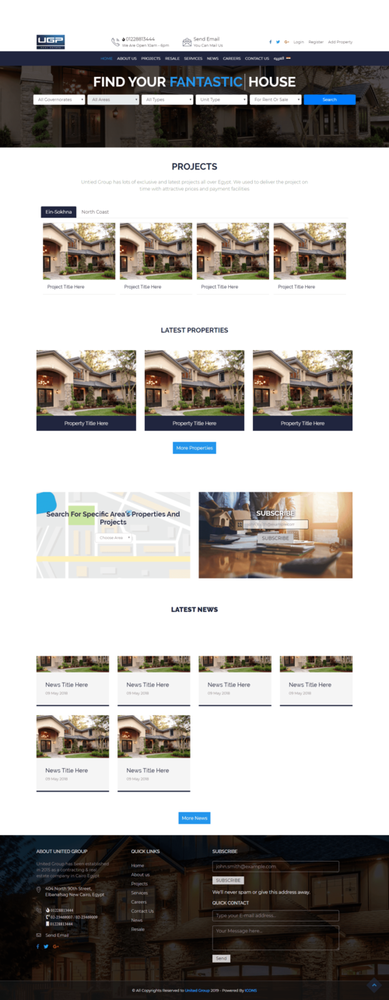 UGP
01228813444
We Are Open 10am - 6pm
Send Email
You Can Mail Us
Login Register Add Property
HOME ABOUT US PROJECTS RESALE SERVICES NEWS CAREERS CONTACT US العربية
FIND YOUR FANTASTIC HOUSE
All Governorates All Areas All Types Unit Type For Rent Or Sale Search
PROJECTS
United Group has lots of exclusive and latest projects all over Egypt. We used to deliver the project on
time with attractive prices and payment facilities
Ein-Sokhna North Coast
Project Title Here Project Title Here Project Title Here Project Title Here
LATEST PROPERTIES
Property Title Here Property Title Here Property Title Here
More Properties
Search For Specific Area's Properties And
Projects
Choose Area
SUBSCRIBE
SUBSCRIBE
LATEST NEWS
News Title Here News Title Here News Title Here News Title Here
09 May, 2018 09 May, 2018 09 May, 2018 09 May, 2018
News Title Here News Title Here
09 May, 2018 09 May, 2018
More News
ABOUT UNITED GROUP
United Group has been established
in 2015 as a contracting & real
estate company in Cairo Egypt
404 North 90th Street,
Elbanafsag New Cairo, Egypt
01228813444
Send Email
QUICK LINKS
Home
About us
Projects
Services
Careers
Contact Us
News
Resale
SUBSCRIBE
john.smith@example.com
SUBSCRIBE
We'll never spam or give this address away.
QUICK CONTACT
Type your E-mail address...
Your Message here...
Send
© All Copyrights Reserved to United Group 2019 - Powered By ICONIS